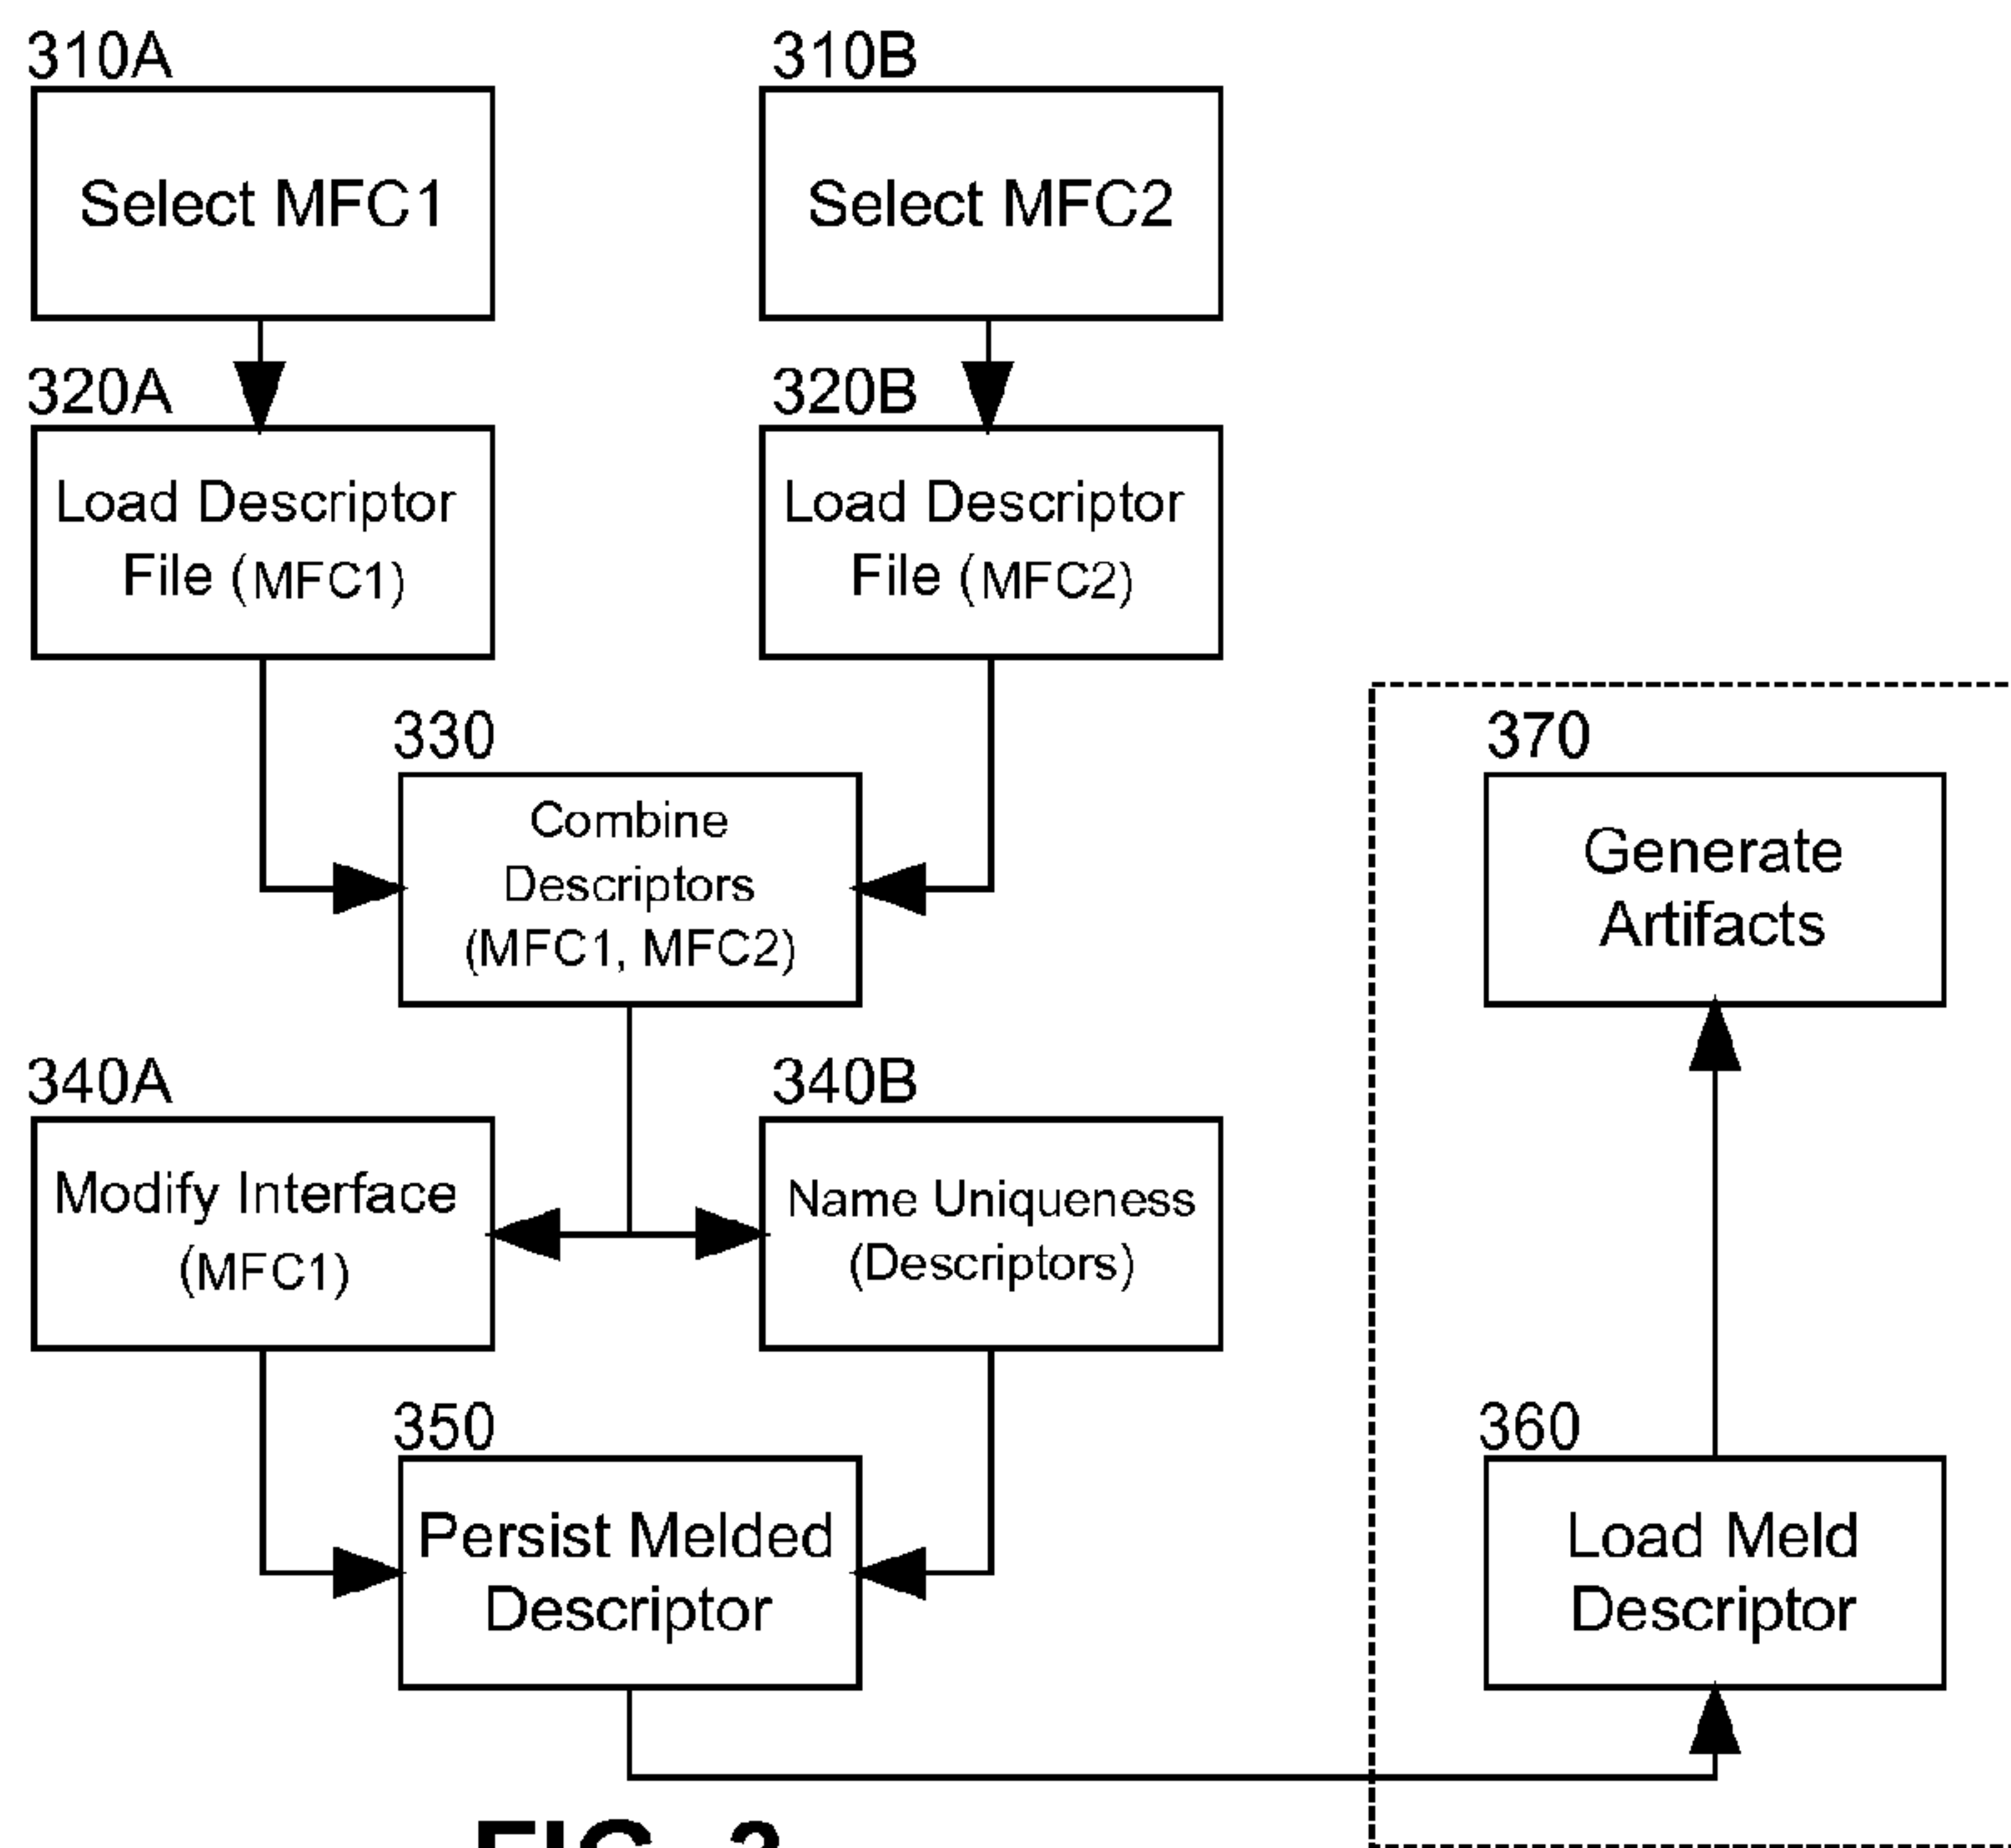 310A
Select MFC1
310B
Select MFC2
320A
Load Descriptor
File (MFC1)
320B
Load Descriptor
File (MFC2)
330
Combine
Descriptors
(MFC1, MFC2)
340A
Modify Interface
(MFC1)
340B
Name Uniqueness
(Descriptors)
350
Persist Melded
Descriptor
370
Generate
Artifacts
360
Load Meld
Descriptor
FIG. 3